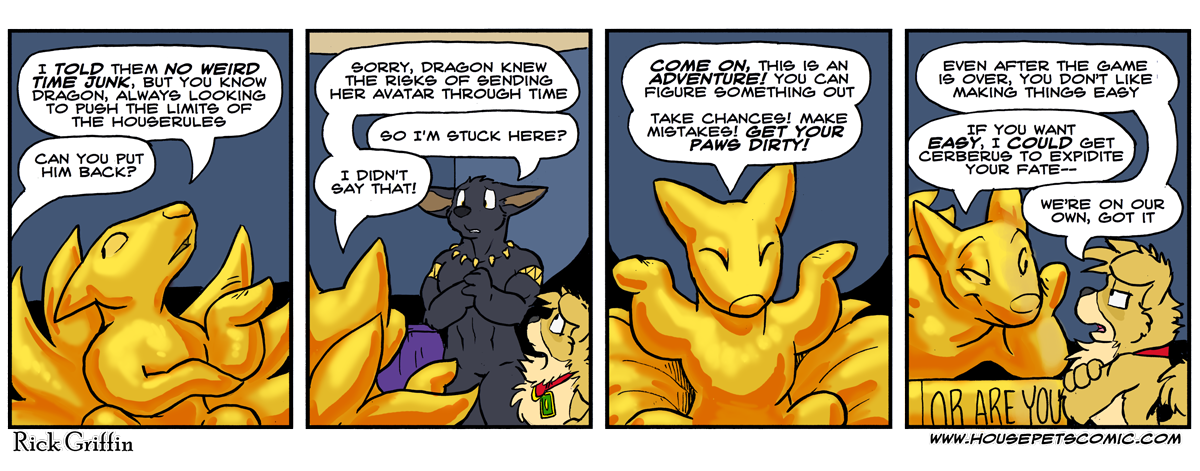 I TOLD THEM NO WEIRD
TIME JUNK, BUT YOU KNOW
DRAGON, ALWAYS LOOKING
TO PUSH THE LIMITS OF
THE HOUSERULES
CAN YOU PUT
HIM BACK?
SORRY, DRAGON KNEW
THE RISKS OF SENDING
HER AVATAR THROUGH TIME
SO I'M STUCK HERE?
I DIDN'T
SAY THAT!
COME ON, THIS IS AN
ADVENTURE! YOU CAN
FIGURE SOMETHING OUT
TAKE CHANCES! MAKE
MISTAKES! GET YOUR
PAWS DIRTY!
EVEN AFTER THE GAME
IS OVER, YOU DON'T LIKE
MAKING THINGS EASY
IF YOU WANT
EASY, I COULD GET
CERBERUS TO EXPIDITE
YOUR FATE--
WE'RE ON OUR
OWN, GOT IT
OR ARE YOU
Rick Griffin
WWW.HOUSEPETSCOMIC.COM